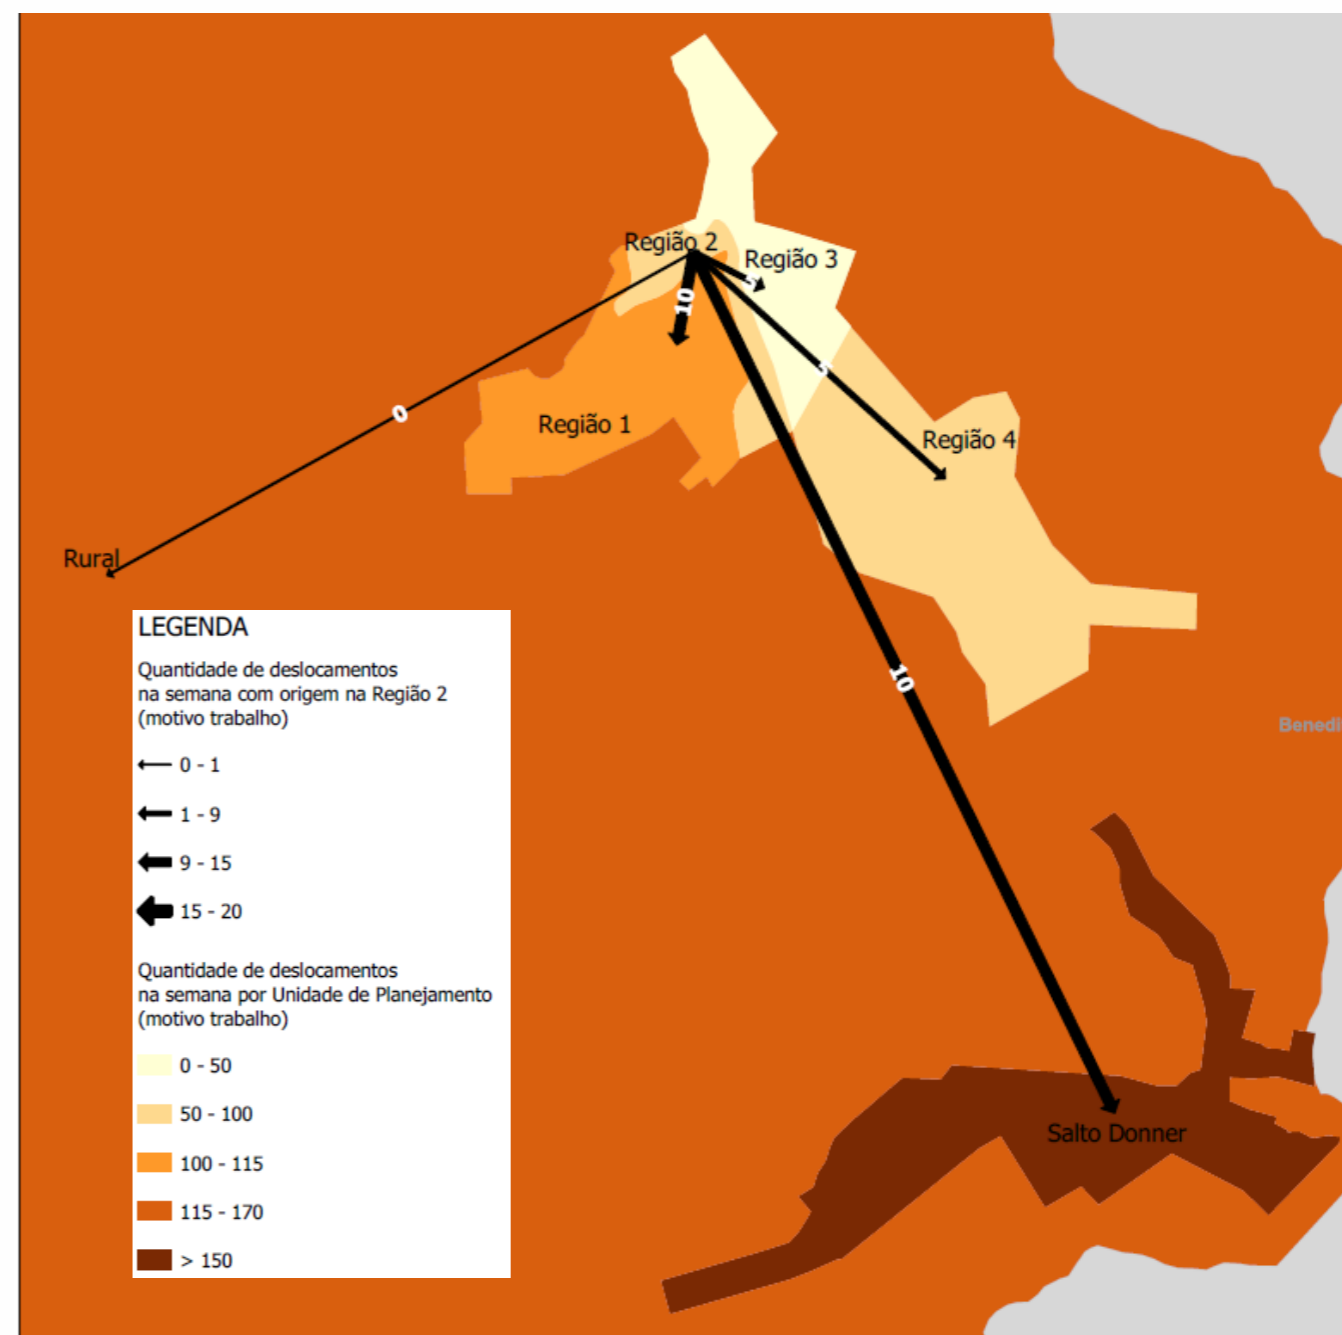 Região 2
Região 3
5
10
5
0
Região 1
Região 4
Rural
10
Benedi
Salto Donner
LEGENDA
Quantidade de deslocamentos
na semana com origem na Região 2
(motivo trabalho)
0 - 1
1 - 9
9 - 15
15 - 20
Quantidade de deslocamentos
na semana por Unidade de Planejamento
(motivo trabalho)
0 - 50
50 - 100
100 - 115
115 - 170
> 150